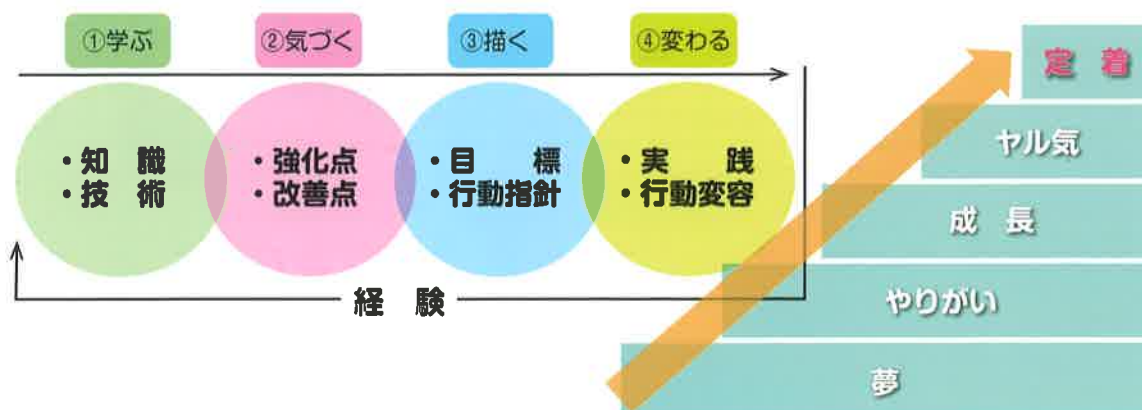 ①学ぶ
②気づく
③描く
④変わる
・知　識
・技　術
・強化点
・改善点
・目　標
・行動指針
・実　践
・行動変容
経　験
定　着
ヤル気
成　長
やりがい
夢